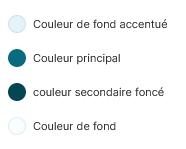 Couleur de fond accentué
Couleur principal
couleur secondaire foncé
Couleur de fond